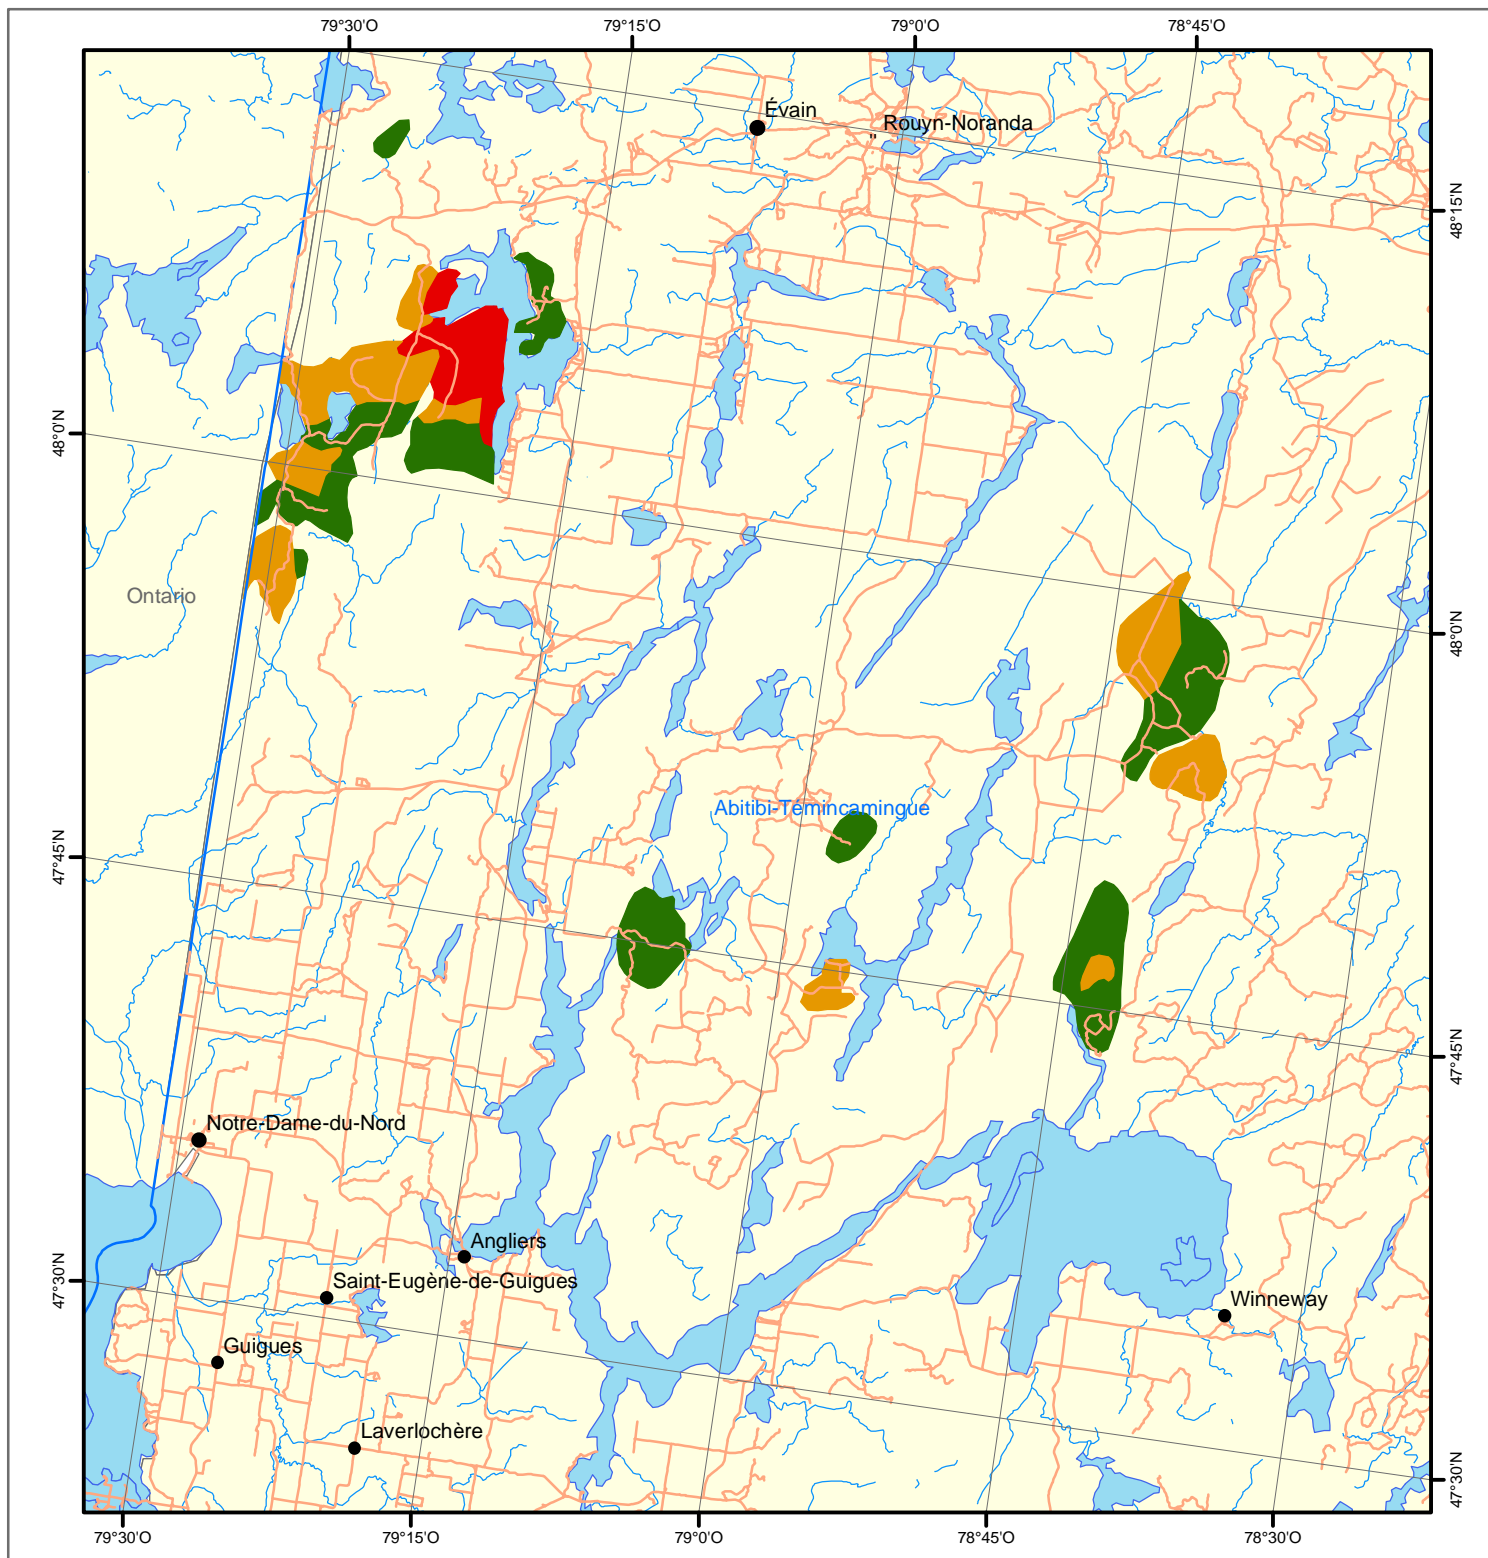 79°30'O
79°15'O
79°0'O
78°45'O
Évain
Rouyn-Noranda
"
48°15'N
48°0'N
Ontario
48°0'N
Abitibi-Témincamingue
47°45'N
47°45'N
Notre-Dame-du-Nord
Angliers
Saint-Eugène-de-Guigues
47°30'N
Winneway
Guigues
Laverlochère
47°30'N
79°30'O
79°15'O
79°0'O
78°45'O
78°30'O